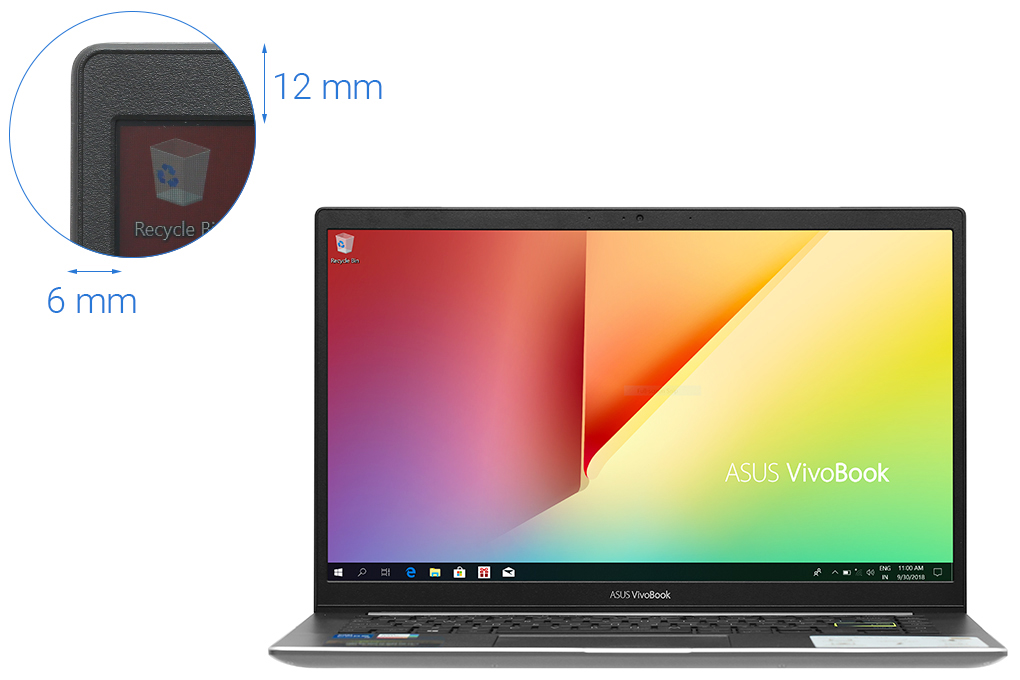 12 mm
Recycle
6 mm
Recycle Bin
ASUS VivoBook
ENG
IN
11:00 AM
9/30/2018
ASUS VivoBook